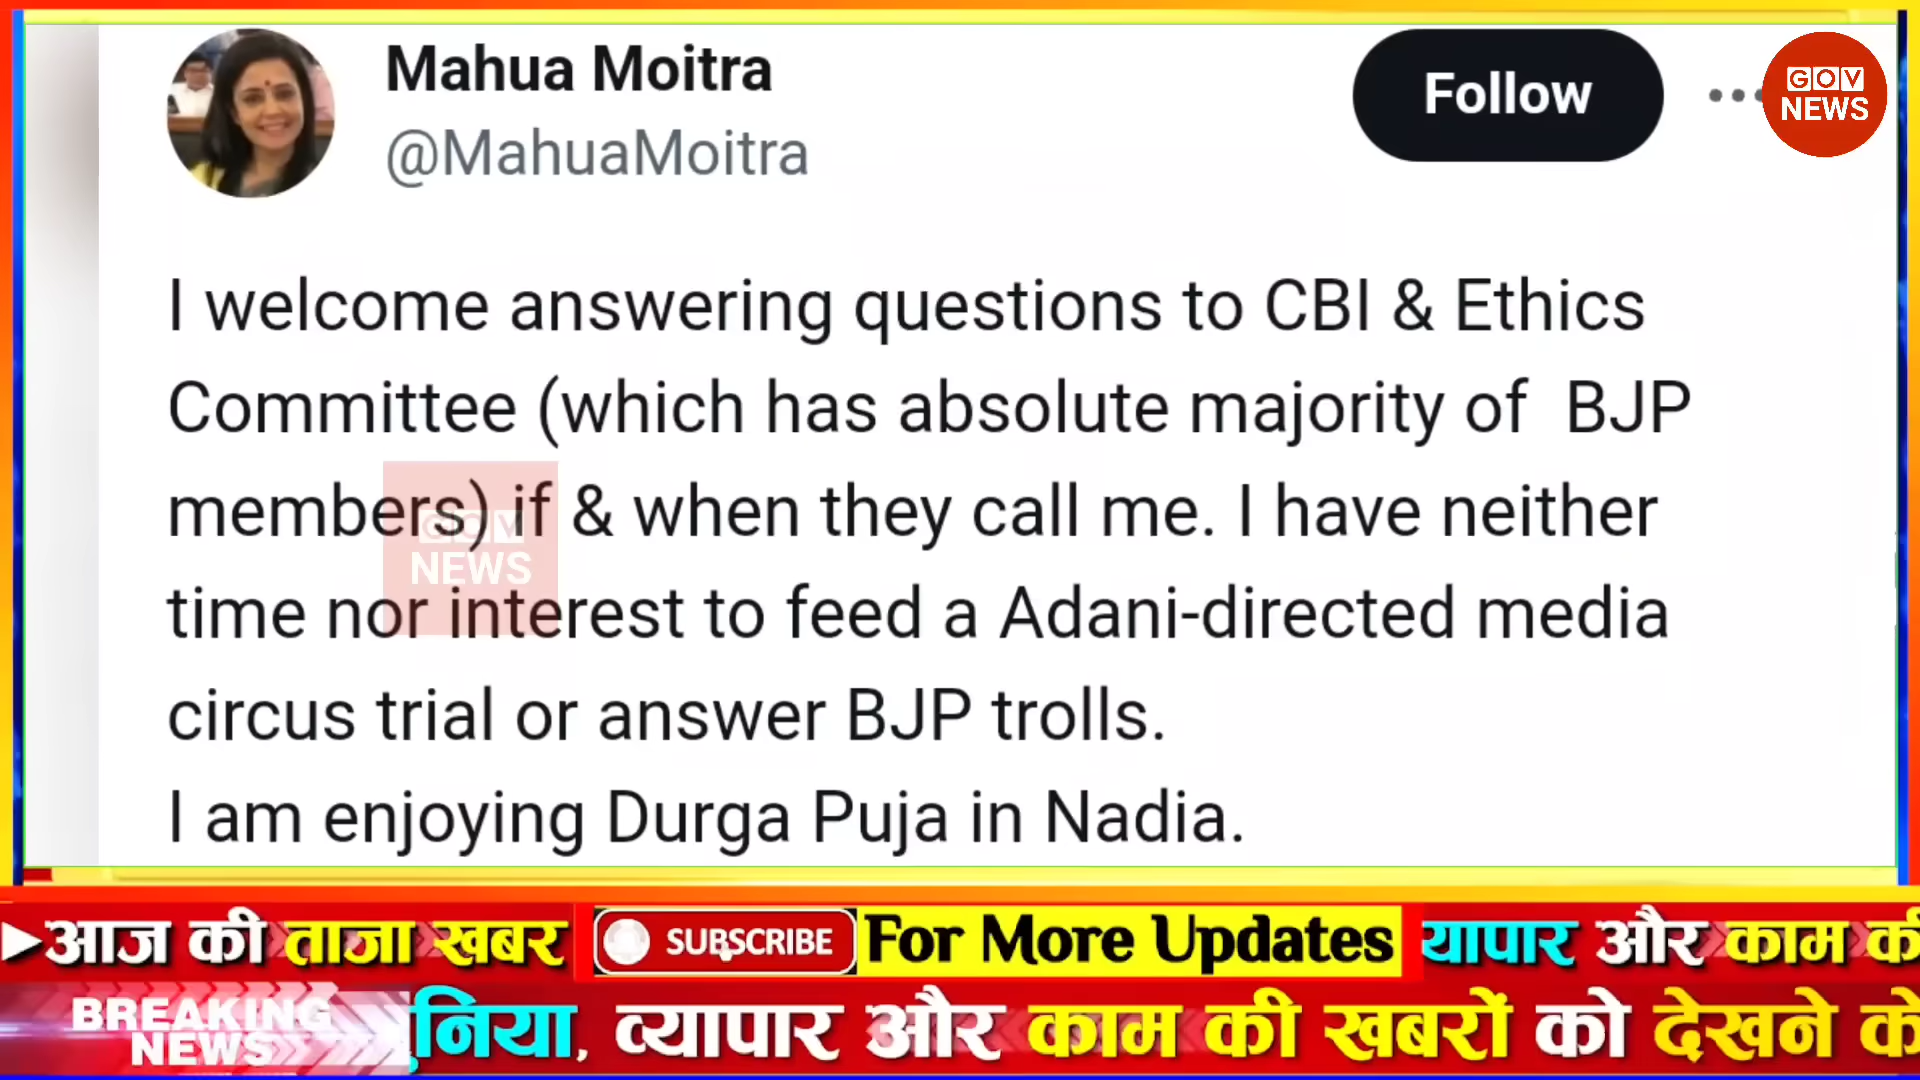 Mahua Moitra
@MahuaMoitra
Follow
GOV
NEWS
I welcome answering questions to CBI & Ethics
Committee (which has absolute majority of BJP
members) if & when they call me. I have neither
time nor interest to feed a Adani-directed media
circus trial or answer BJP trolls.
I am enjoying Durga Puja in Nadia.
GOV
NEWS
आज की ताजा खबर
SUBSCRIBE
For More Updates
यापार और काम की
BREAKING
NEWS
ुनिया, व्यापार और काम की खबरों को देखने के